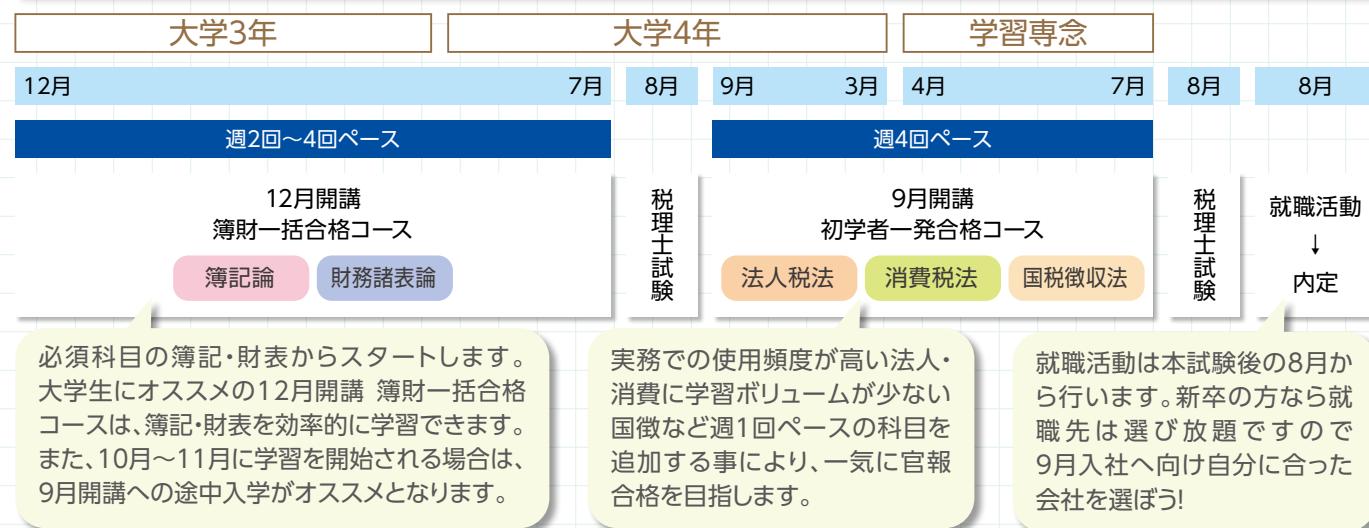 大学3年
大学4年
学習専念
12月
7月
8月
9月
3月
4月
7月
8月
8月
週2回〜4回ペース
週4回ペース
12月開講
簿財一括合格コース
簿記論
財務諸表論
税理士試験
9月開講
初学者一発合格コース
法人税法
消費税法
国税徴収法
税理士試験
就職活動
↓
内定
必須科目の簿記・財表からスタートします。
大学生にオススメの12月開講 簿財一括合格
コースは、簿記・財表を効率的に学習できます。
また、10月〜11月に学習を開始される場合は、
9月開講への途中入学がオススメとなります。
実務での使用頻度が高い法人・
消費に学習ボリュームが少ない
国徴など週1回ペースの科目を
追加する事により、一気に官報
合格を目指します。
就職活動は本試験後の8月か
ら行います。新卒の方なら就
職先は選び放題ですので
9月入社へ向け自分に合った
会社を選ぼう!